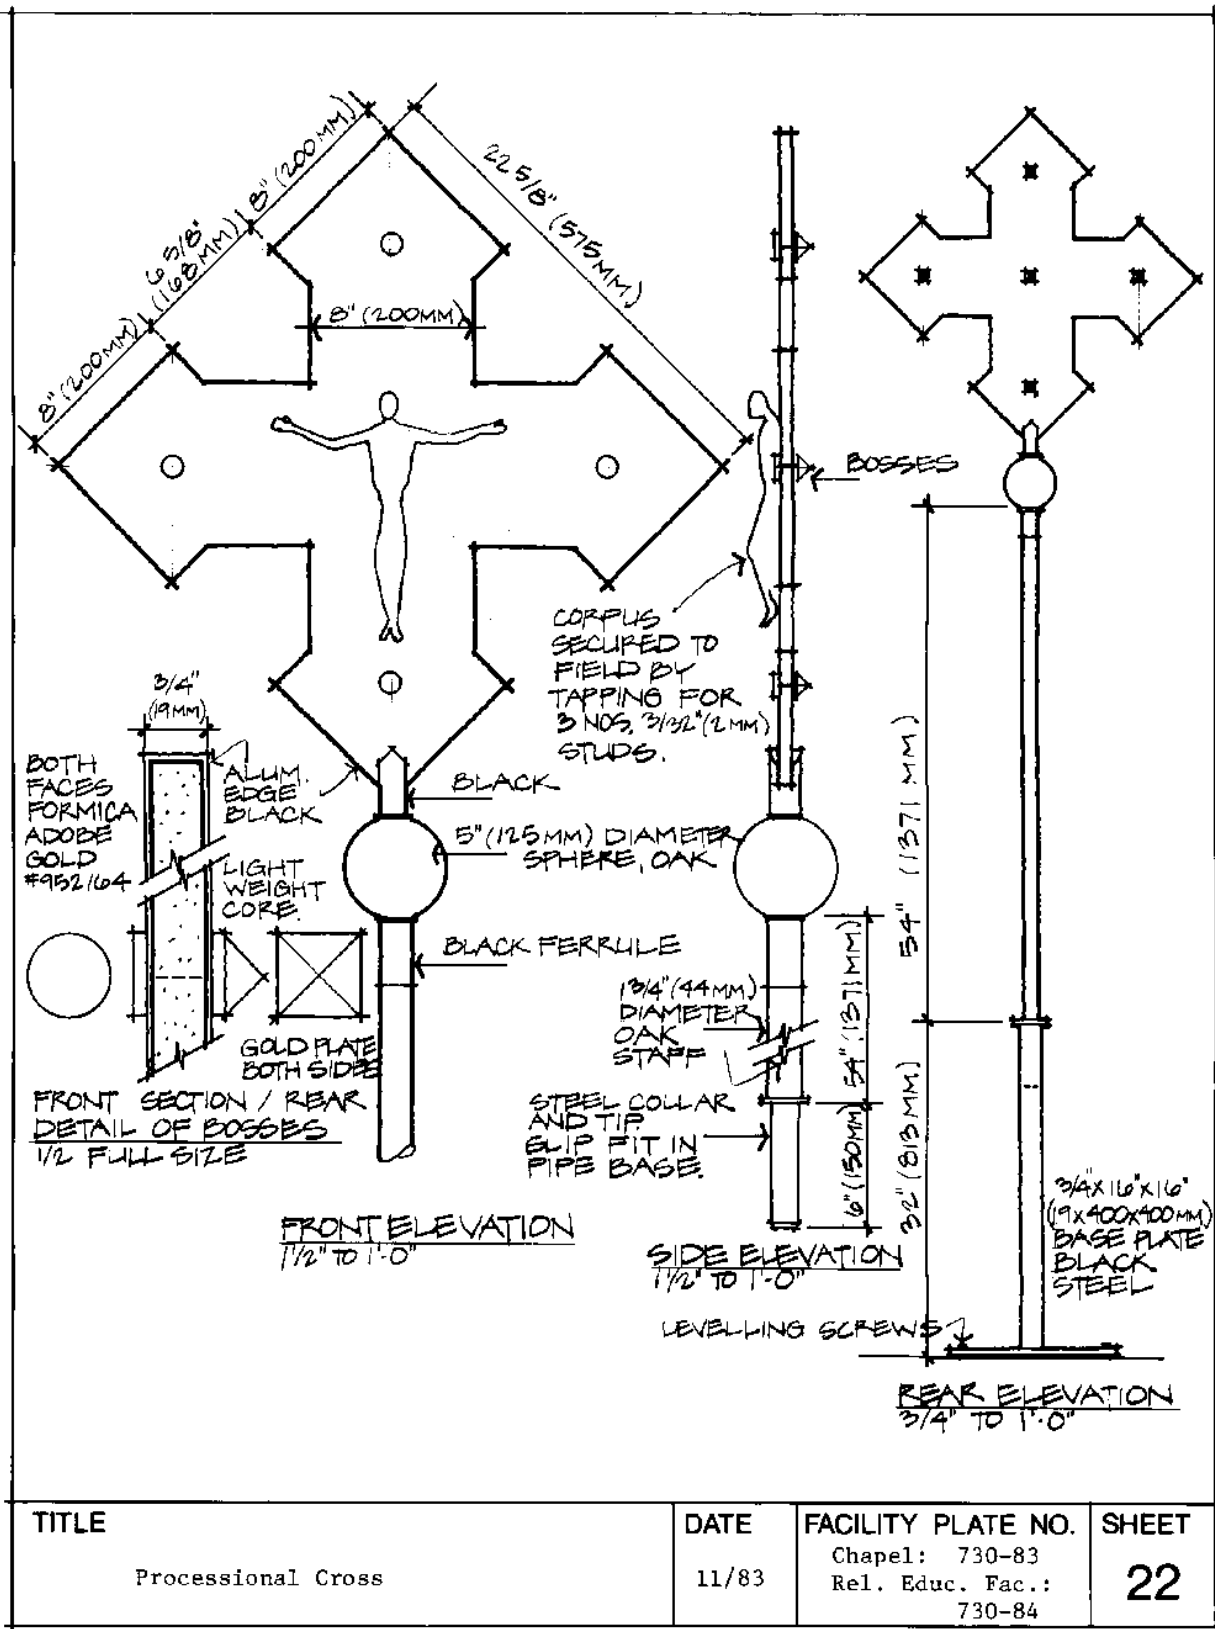 8" (200MM)
6 5/8"
(168MM)
8" (200MM)
22 5/8" (575MM)
8" (200MM)
BOSSES
CORPUS
SECURED TO
FIELD BY
TAPPING FOR
3 NOS. 3/32" (2MM)
STUDS.
3/4"
(19MM)
BOTH
FACES
FORMICA
ADOBE
GOLD
#952/64
ALUM.
EDGE
BLACK
LIGHT
WEIGHT
CORE.
BLACK
5" (125MM) DIAMETER
SPHERE, OAK
BLACK FERRULE
GOLD PLATE
BOTH SIDES
FRONT SECTION / REAR
DETAIL OF BOSSES
1/2 FULL SIZE
1 3/4" (44MM)
DIAMETER
OAK
STAFF
54" (1371MM)
STEEL COLLAR
AND TIP.
SLIP FIT IN
PIPE BASE.
6" (150MM)
54" (1371 MM)
32" (813MM)
3/4X16"X16"
(19X400X400MM)
BASE PLATE
BLACK
STEEL
FRONT ELEVATION
1 1/2" TO 1'-0"
SIDE ELEVATION
1 1/2" TO 1'-0"
LEVELLING SCREWS
REAR ELEVATION
3/4" TO 1'-0"
TITLE
Processional Cross
DATE
11/83
FACILITY PLATE NO.
Chapel: 730-83
Rel. Educ. Fac.:
730-84
SHEET
22